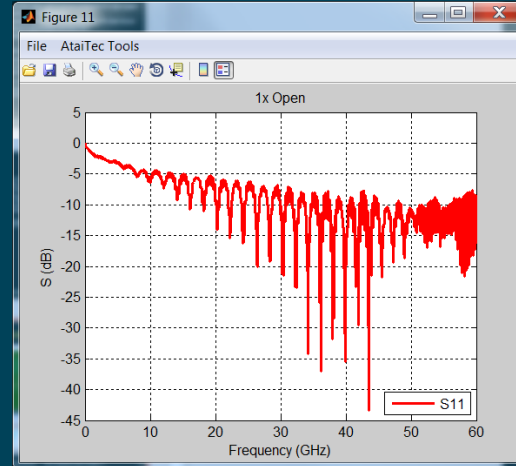 Figure 11
File AtaiTec Tools
1x Open
5
0
-5
-10
-15
-20
-25
-30
-35
-40
-45
S (dB)
0 10 20 30 40 50 60
Frequency (GHz)
S11